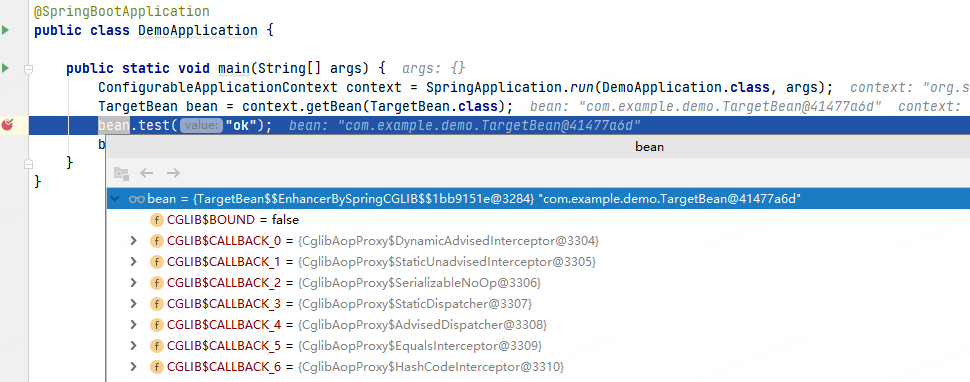 @SpringBootApplication
public class DemoApplication {
public static void main(String[] args) { args: {}
ConfigurableApplicationContext context = SpringApplication.run(DemoApplication.class, args); context: "org.s
TargetBean bean = context.getBean(TargetBean.class); bean: "com.example.demo.TargetBean@41477a6d" context:
bean.test( value: "ok"); bean: "com.example.demo.TargetBean@41477a6d"
b
}
}
bean
bean = {TargetBean$$EnhancerBySpringCGLIB$$1bb9151e@3284} "com.example.demo.TargetBean@41477a6d"
f CGLIB$BOUND = false
f CGLIB$CALLBACK_0 = {CglibAopProxy$DynamicAdvisedInterceptor@3304}
f CGLIB$CALLBACK_1 = {CglibAopProxy$StaticUnadvisedInterceptor@3305}
f CGLIB$CALLBACK_2 = {CglibAopProxy$SerializableNoOp@3306}
f CGLIB$CALLBACK_3 = {CglibAopProxy$StaticDispatcher@3307}
f CGLIB$CALLBACK_4 = {CglibAopProxy$AdvisedDispatcher@3308}
f CGLIB$CALLBACK_5 = {CglibAopProxy$EqualsInterceptor@3309}
f CGLIB$CALLBACK_6 = {CglibAopProxy$HashCodeInterceptor@3310}